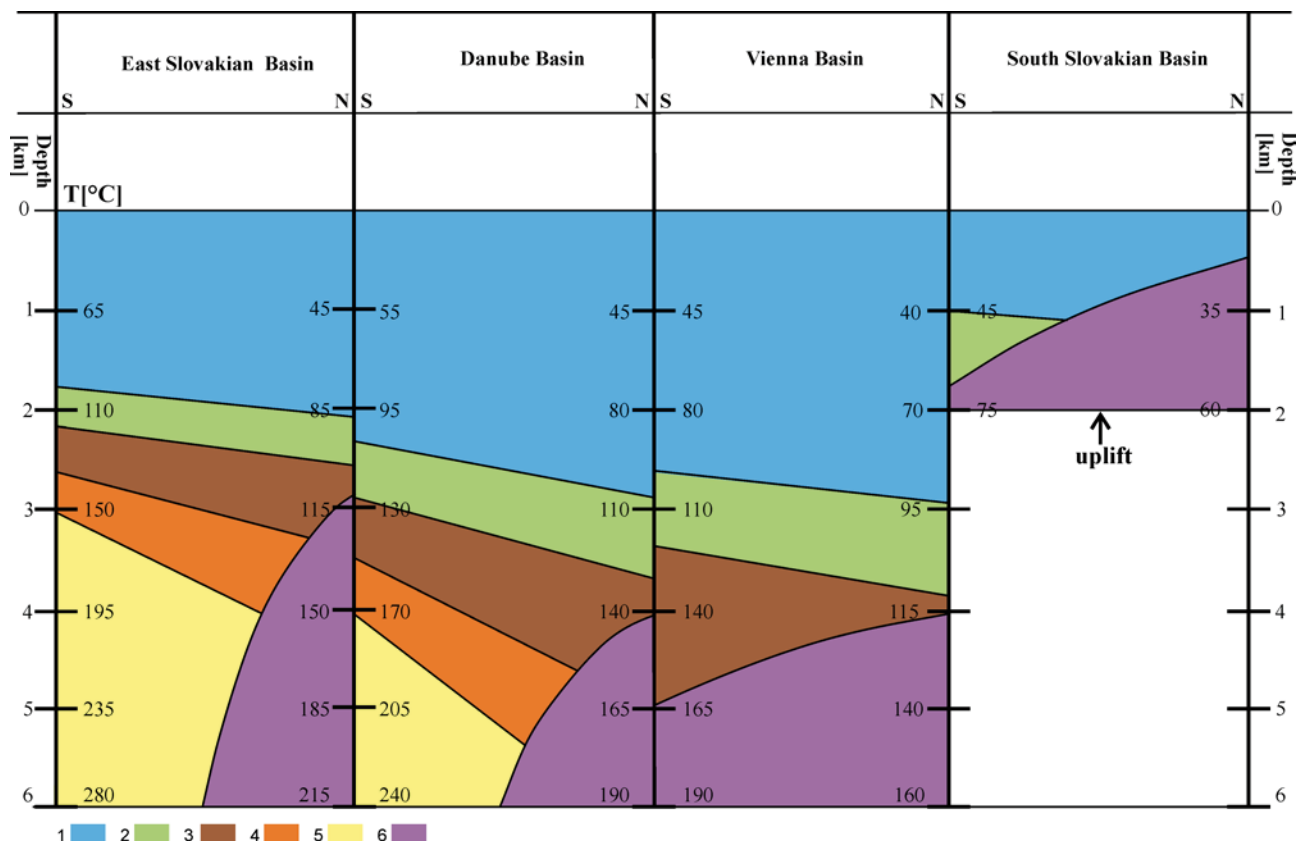 East Slovakian Basin
Danube Basin
Vienna Basin
South Slovakian Basin
S N S N S N S N
Depth [km]
Depth [km]
T[°C]
0 0
1 65 45 55 45 45 40 45 35 1
2 110 85 95 80 80 70 75 60 2
uplift
3 150 115 130 110 110 95 3
4 195 150 170 140 140 115 4
5 235 185 205 165 165 140 5
6 280 215 240 190 190 160 6
1 2 3 4 5 6